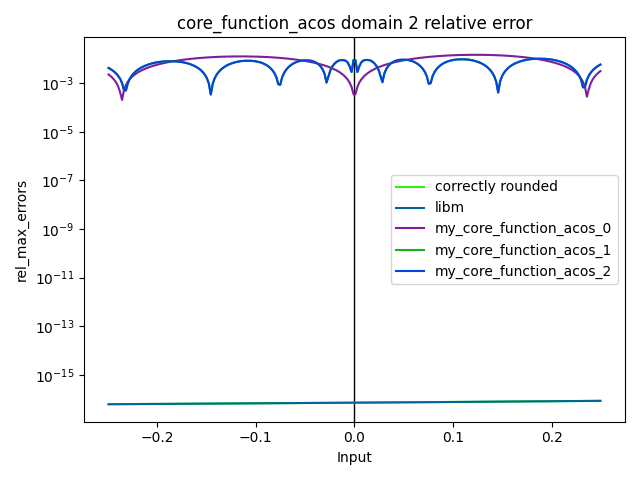 core_function_acos domain 2 relative error
rel_max_errors
10⁻³
10⁻⁵
10⁻⁷
10⁻⁹
10⁻¹¹
10⁻¹³
10⁻¹⁵
correctly rounded
libm
my_core_function_acos_0
my_core_function_acos_1
my_core_function_acos_2
−0.2 −0.1 0.0 0.1 0.2
Input